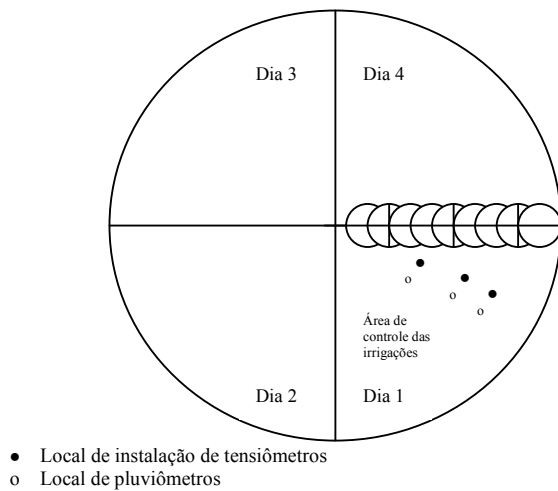 Dia 3
Dia 4
o
o
o
Área de
controle das
irrigações
Dia 2
Dia 1
● Local de instalação de tensiômetros
o Local de pluviômetros